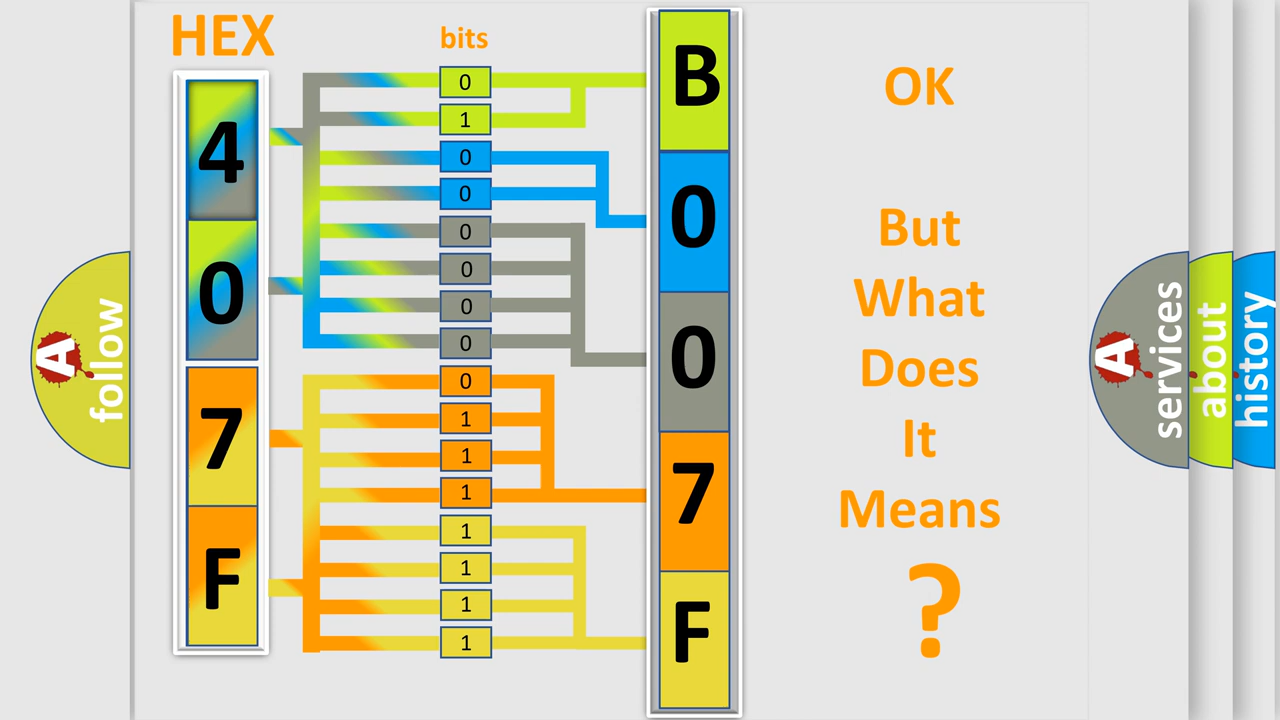 HEX
bits
4
0
7
F
0
1
0
0
0
0
0
0
0
1
1
1
1
1
1
1
B
0
0
7
F
OK
But
What
Does
It
Means
?
A
follow
A
services
about
history